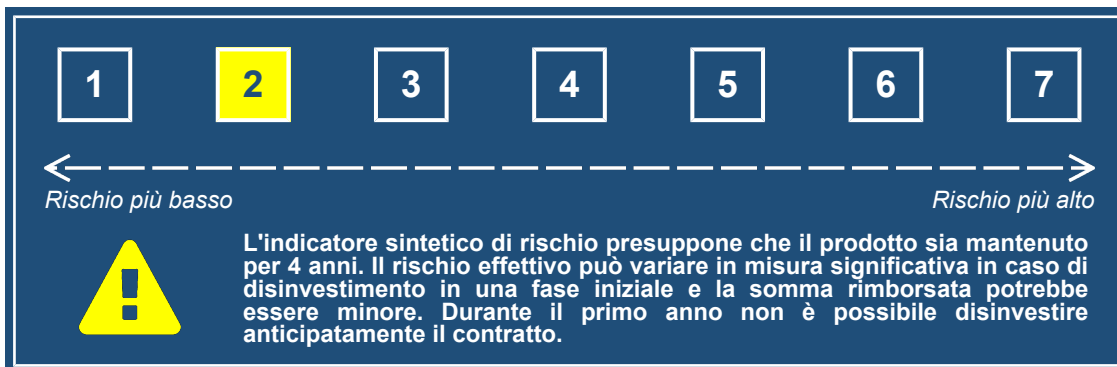 1 2 3 4 5 6 7
Rischio più basso Rischio più alto
L'indicatore sintetico di rischio presuppone che il prodotto sia mantenuto
per 4 anni. Il rischio effettivo può variare in misura significativa in caso di
disinvestimento in una fase iniziale e la somma rimborsata potrebbe
essere minore. Durante il primo anno non è possibile disinvestire
anticipatamente il contratto.